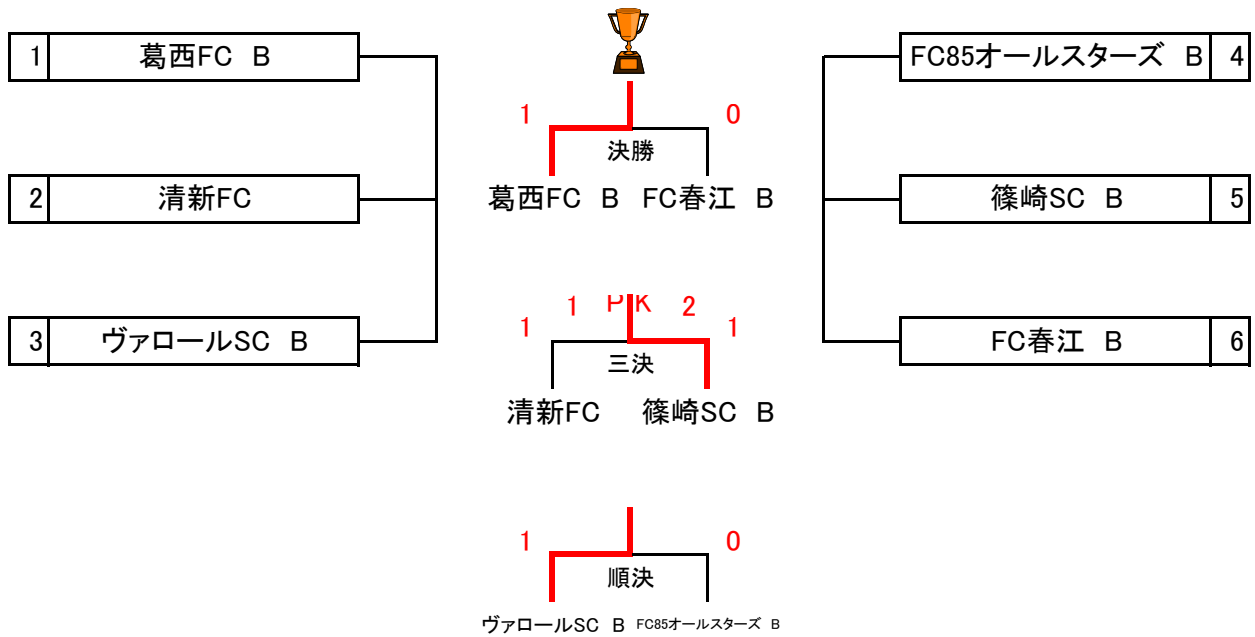 1 葛西FC B
2 清新FC
3 ヴァロールSC B
1 0
決勝
葛西FC B FC春江 B
1 PK 2
1 1
三決
清新FC 篠崎SC B
1 0
順決
ヴァロールSC B FC85オールスターズ B
FC85オールスターズ B 4
篠崎SC B 5
FC春江 B 6